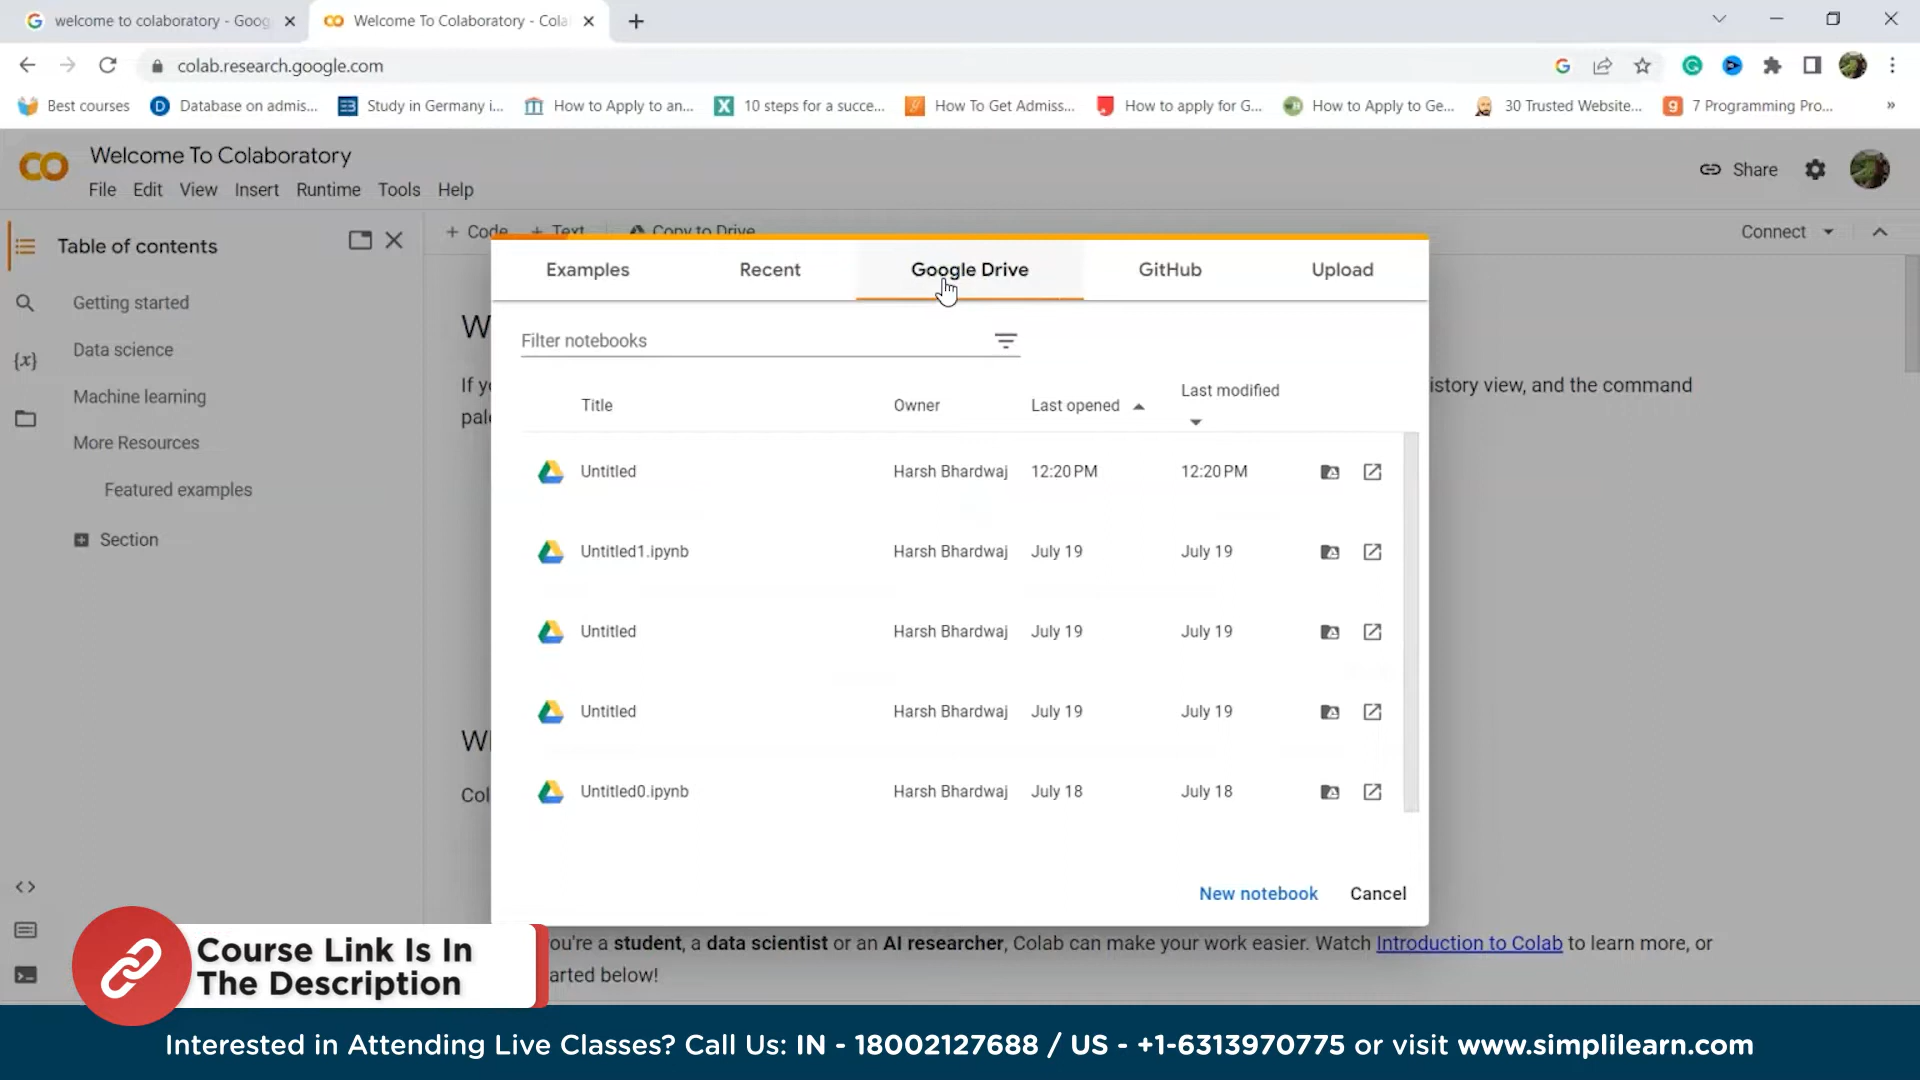 welcome to colaboratory - Goog
Welcome To Colaboratory - Cola
colab.research.google.com
Best courses
Database on admis...
Study in Germany i...
How to Apply to an...
10 steps for a succe...
How To Get Admiss...
How to apply for G...
How to Apply to Ge...
30 Trusted Website...
7 Programming Pro...
»
Welcome To Colaboratory
File Edit View Insert Runtime Tools Help
Share
Table of contents
+ Code + Text Copy to Drive
Connect
Getting started
Data science
Machine learning
More Resources
Featured examples
Section
Examples Recent Google Drive GitHub Upload
Filter notebooks
Title Owner Last opened Last modified
Untitled Harsh Bhardwaj 12:20 PM 12:20 PM
Untitled1.ipynb Harsh Bhardwaj July 19 July 19
Untitled Harsh Bhardwaj July 19 July 19
Untitled Harsh Bhardwaj July 19 July 19
Untitled0.ipynb Harsh Bhardwaj July 18 July 18
New notebook Cancel
W
If y
istory view, and the command
pal
Col
ou're a student, a data scientist or an AI researcher, Colab can make your work easier. Watch Introduction to Colab to learn more, or
arted below!
Course Link Is In
The Description
Interested in Attending Live Classes? Call Us: IN - 18002127688 / US - +1-6313970775 or visit www.simplilearn.com